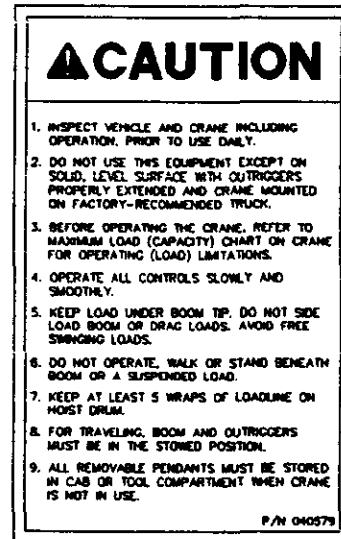 CAUTION
1. INSPECT VEHICLE AND CRANE INCLUDING
OPERATION, PRIOR TO USE DAILY.
2. DO NOT USE THIS EQUIPMENT EXCEPT ON
SOLID, LEVEL SURFACE WITH OUTRIGGERS
PROPERLY EXTENDED AND CRANE MOUNTED
ON FACTORY-RECOMMENDED TRUCK.
3. BEFORE OPERATING THE CRANE, REFER TO
MAXIMUM LOAD (CAPACITY) CHART ON CRANE
FOR OPERATING (LOAD) LIMITATIONS.
4. OPERATE ALL CONTROLS SLOWLY AND
SMOOTHLY.
5. KEEP LOAD UNDER BOOM TIP. DO NOT SIDE
LOAD BOOM OR DRAG LOADS. AVOID FREE
SWINGING LOADS.
6. DO NOT OPERATE, WALK OR STAND BENEATH
BOOM OR A SUSPENDED LOAD.
7. KEEP AT LEAST 5 WRAPS OF LOADLINE ON
HOIST DRUM.
8. FOR TRAVELING, BOOM AND OUTRIGGERS
MUST BE IN THE STOWED POSITION.
9. ALL REMOVABLE PENDANTS MUST BE STORED
IN CAB OR TOOL COMPARTMENT WHEN CRANE
IS NOT IN USE.
P/N 040579